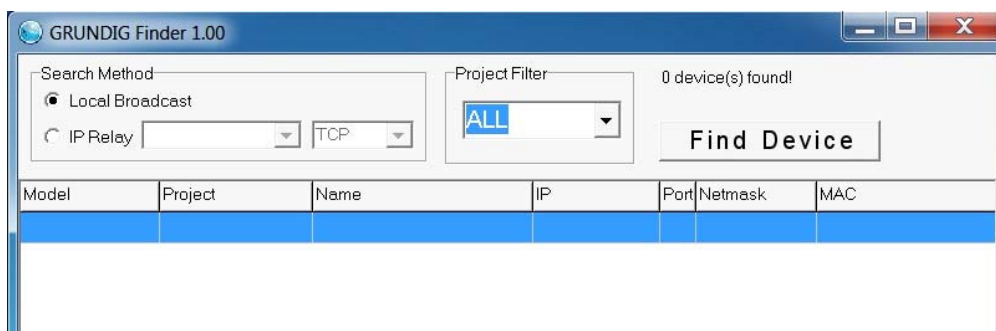 GRUNDIG Finder 1.00
Search Method
Local Broadcast
IP Relay TCP
Project Filter
ALL
0 device(s) found!
Find Device
Model Project Name IP Port Netmask MAC